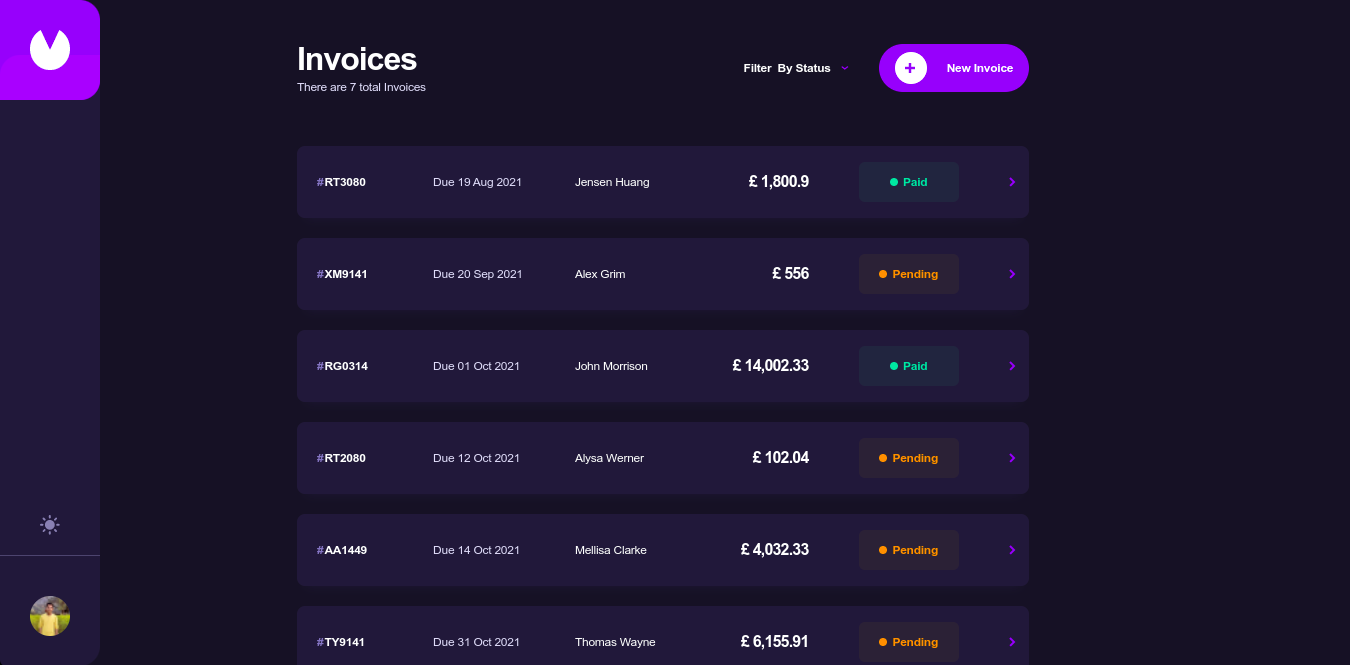 Invoices
There are 7 total Invoices
Filter By Status
New Invoice
#RT3080 Due 19 Aug 2021 Jensen Huang £ 1,800.9 Paid
#XM9141 Due 20 Sep 2021 Alex Grim £ 556 Pending
#RG0314 Due 01 Oct 2021 John Morrison £ 14,002.33 Paid
#RT2080 Due 12 Oct 2021 Alysa Werner £ 102.04 Pending
#AA1449 Due 14 Oct 2021 Mellisa Clarke £ 4,032.33 Pending
#TY9141 Due 31 Oct 2021 Thomas Wayne £ 6,155.91 Pending